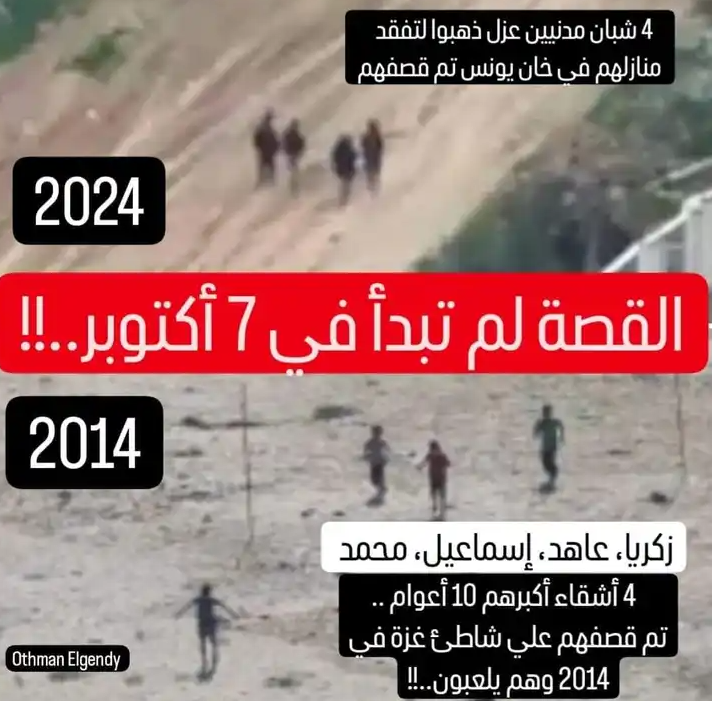 4 شبان مدنيين عزل ذهبوا لتفقد
منازلهم في خان يونس تم قصفهم
2024
القصة لم تبدأ في 7 أكتوبر..!!
2014
زكريا، عاهد، إسماعيل، محمد
4 أشقاء أكبرهم 10 أعوام ..
تم قصفهم علي شاطئ غزة في
2014 وهم يلعبون..!!
Othman Elgendy